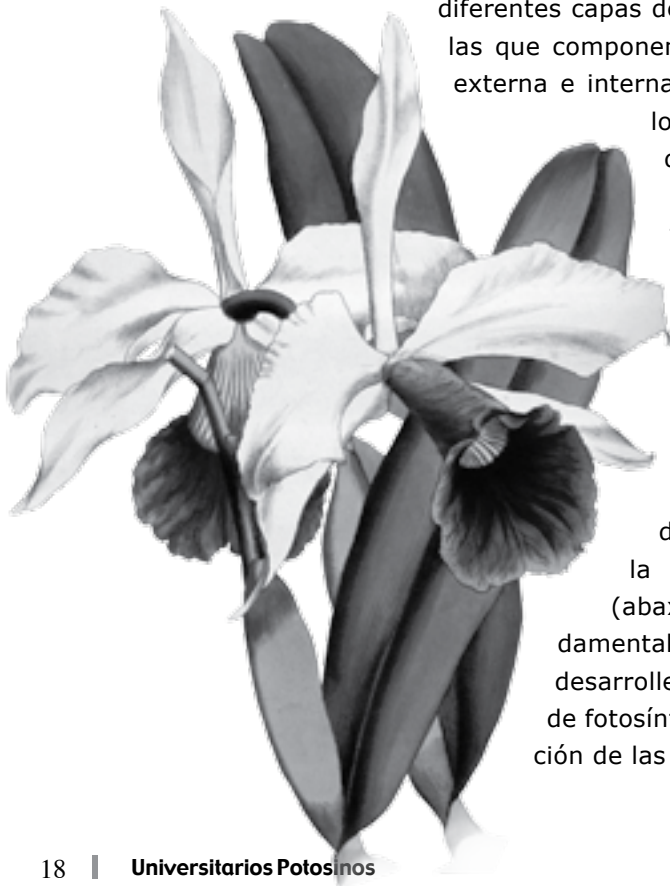 diferentes capas de
las que componen
externa e interna
lo
la
(abax
damental
desarrolle
de fotosínt
ción de las
18 | Universitarios Potosinos